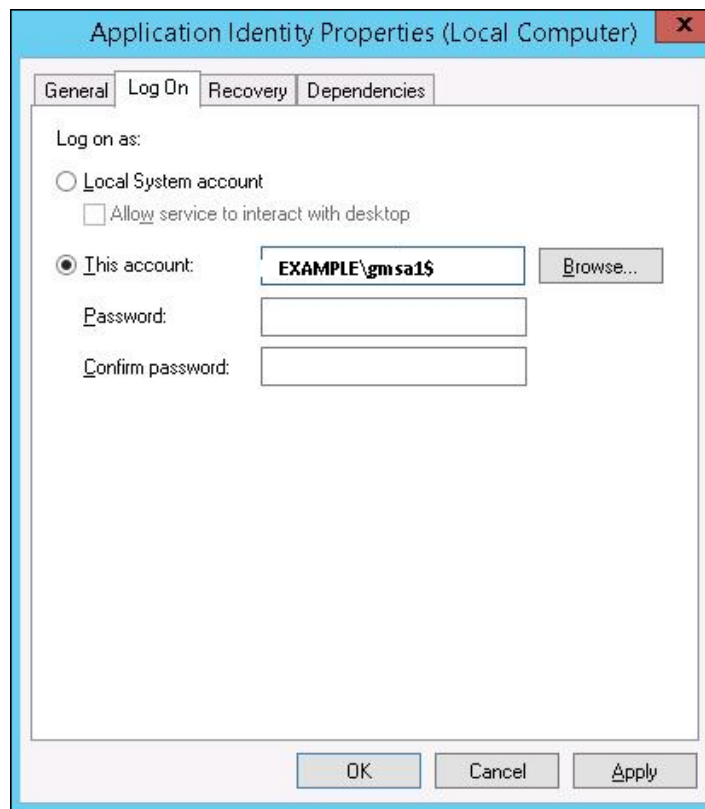 Application Identity Properties (Local Computer) x
General Log On Recovery Dependencies
Log on as:
Local System account
Allow service to interact with desktop
This account: EXAMPLE\gmsa1$ Browse...
Password:
Confirm password:
OK Cancel Apply